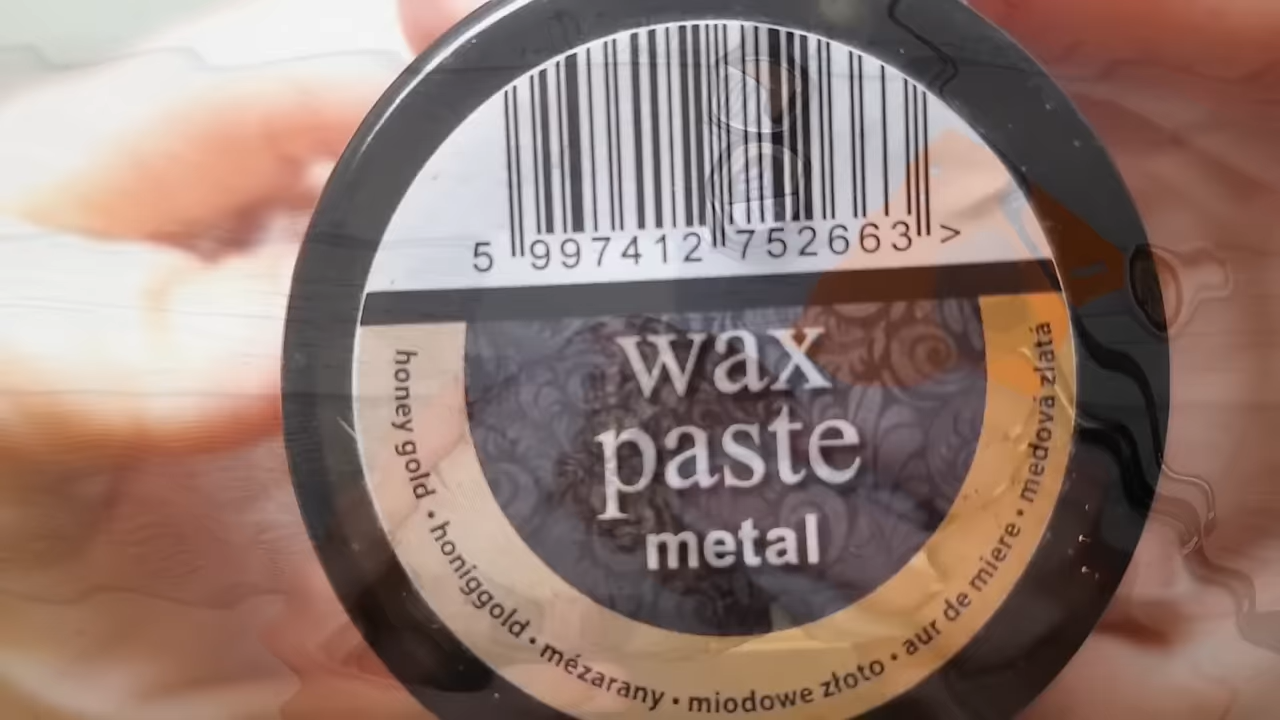 5 997412 752663 >
wax
paste
metal
honey gold • honiggold • mézarany • miodowe złoto • aur de miere • medová zlatá